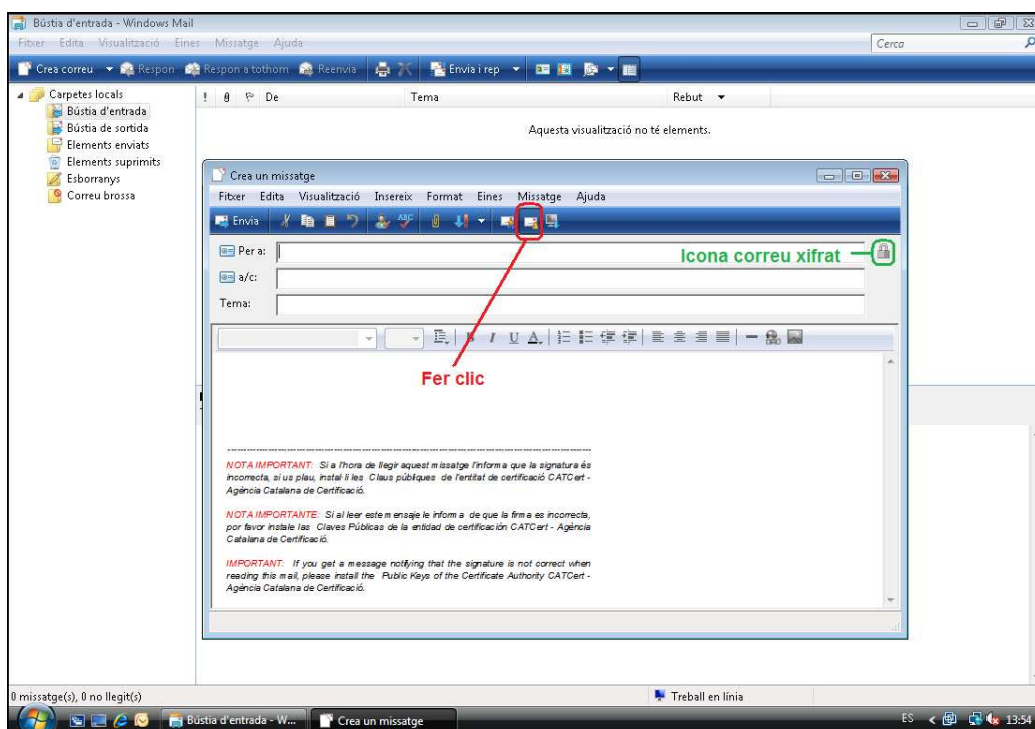 Bústia d'entrada - Windows Mail
Fitxer Edita Visualització Eines Missatge Ajuda
Cerca
Crea correu Respon Respon a tothom Reenvia Envia i rep
Carpetes locals
Bústia d'entrada
Bústia de sortida
Elements enviats
Elements suprimits
Esborranys
Correu brossa
! De Tema Rebut
Aquesta visualització no té elements.
Crea un missatge
Fitxer Edita Visualització Insereix Format Eines Missatge Ajuda
Envia ABC
Per a: Icona correu xifrat
a/c:
Tema:
B I U A
Fer clic
NOTA IMPORTANT: Si a l'hora de llegir aquest missatge l'informa que la signatura és
incorrecta, si us plau, instal·li les Claus públiques de l'entitat de certificació CATCert -
Agència Catalana de Certificació.
NOTA IMPORTANTE: Si al leer este mensaje le informa de que la firma es incorrecta,
por favor instale las Claves Públicas de la entidad de certificación CATCert - Agència
Catalana de Certificació.
IMPORTANT: If you get a message notifying that the signature is not correct when
reading this mail, please install the Public Keys of the Certificate Authority CATCert -
Agència Catalana de Certificació.
0 missatge(s), 0 no llegit(s)
Treball en línia
Bústia d'entrada - W...
Crea un missatge
ES
13:54